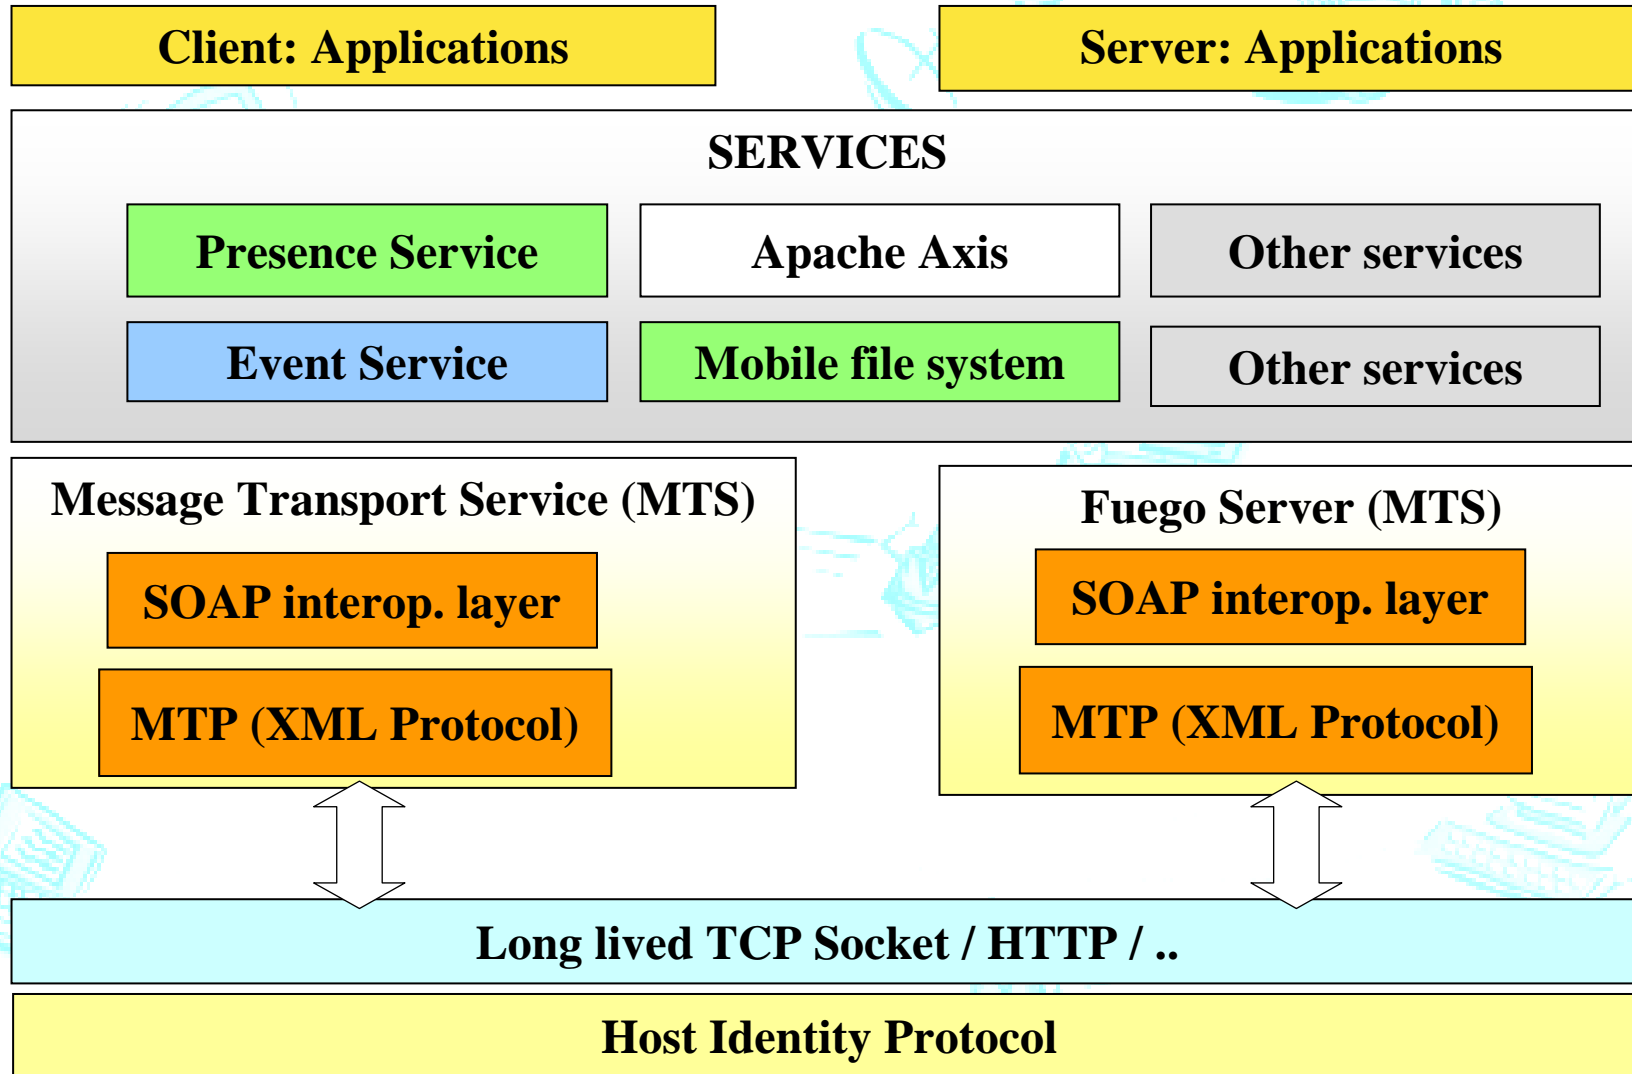 Client: Applications
Server: Applications
SERVICES
Presence Service
Apache Axis
Other services
Event Service
Mobile file system
Other services
Message Transport Service (MTS)
SOAP interop. layer
MTP (XML Protocol)
Fuego Server (MTS)
SOAP interop. layer
MTP (XML Protocol)
Long lived TCP Socket / HTTP / ..
Host Identity Protocol